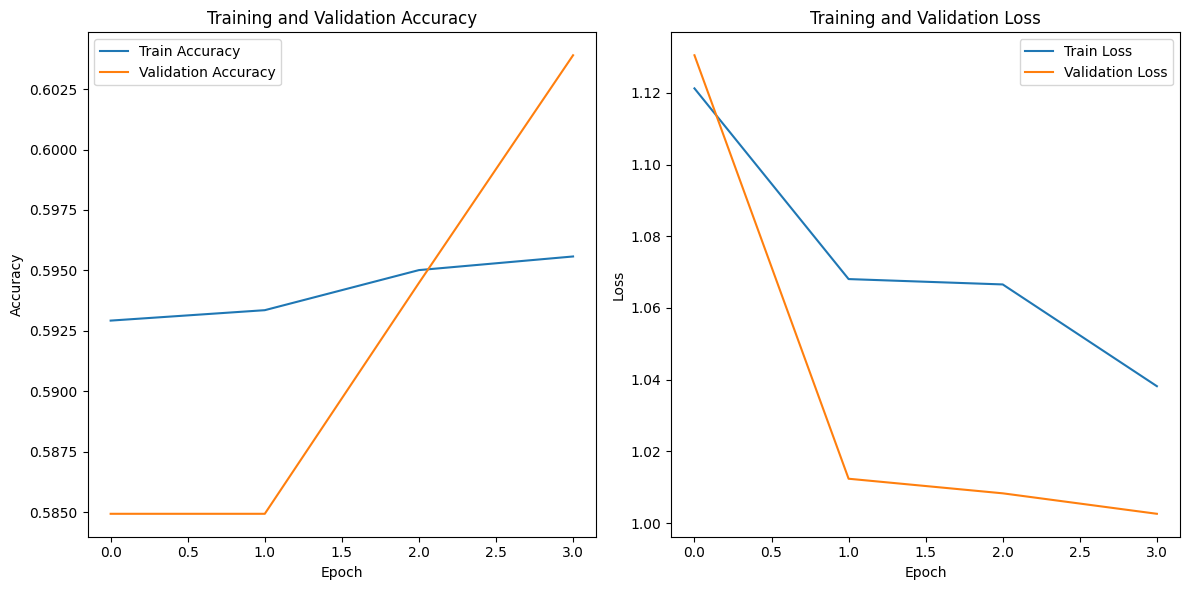 Training and Validation Accuracy
Train Accuracy
Validation Accuracy
0.6025
0.6000
0.5975
0.5950
0.5925
0.5900
0.5875
0.5850
Accuracy
0.0 0.5 1.0 1.5 2.0 2.5 3.0
Epoch
Training and Validation Loss
Train Loss
Validation Loss
1.12
1.10
1.08
1.06
1.04
1.02
1.00
Loss
0.0 0.5 1.0 1.5 2.0 2.5 3.0
Epoch